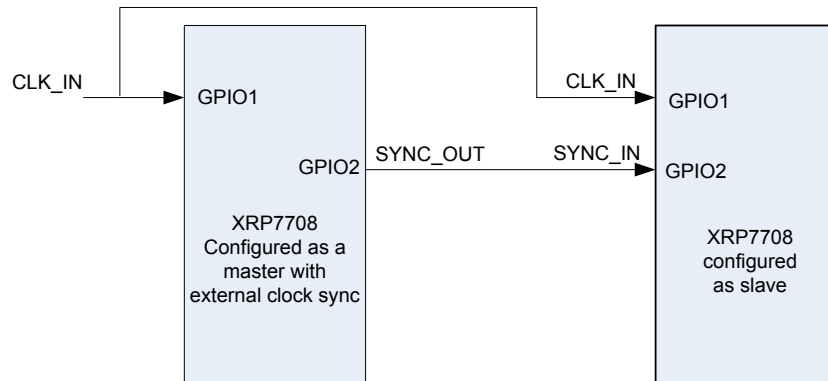 CLK_IN
CLK_IN
GPIO1
GPIO1
SYNC_OUT
SYNC_IN
GPIO2
GPIO2
XRP7708
Configured as a
master with
external clock sync
XRP7708
configured
as slave